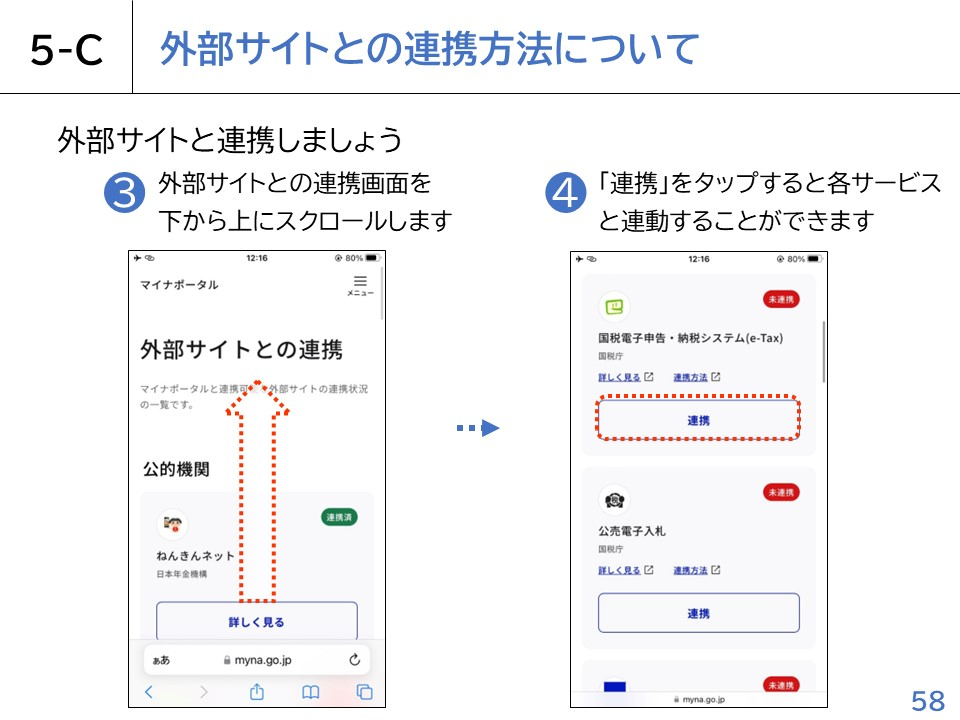 5-C
外部サイトとの連携方法について
外部サイトと連携しましょう
3
外部サイトとの連携画面を
下から上にスクロールします
4
「連携」をタップすると各サービス
と連動することができます
12:16
80%
マイナポータル
メニュー
外部サイトとの連携
マイナポータルと連携可 外部サイトの連携状況
の一覧です。
公的機関
連携済
ねんきんネット
日本年金機構
詳しく見る
ぁあ
myna.go.jp
12:16
80%
未連携
国税電子申告・納税システム(e-Tax)
国税庁
詳しく見る 連携方法
連携
未連携
公売電子入札
国税庁
詳しく見る 連携方法
連携
未連携
myna.go.jp
58